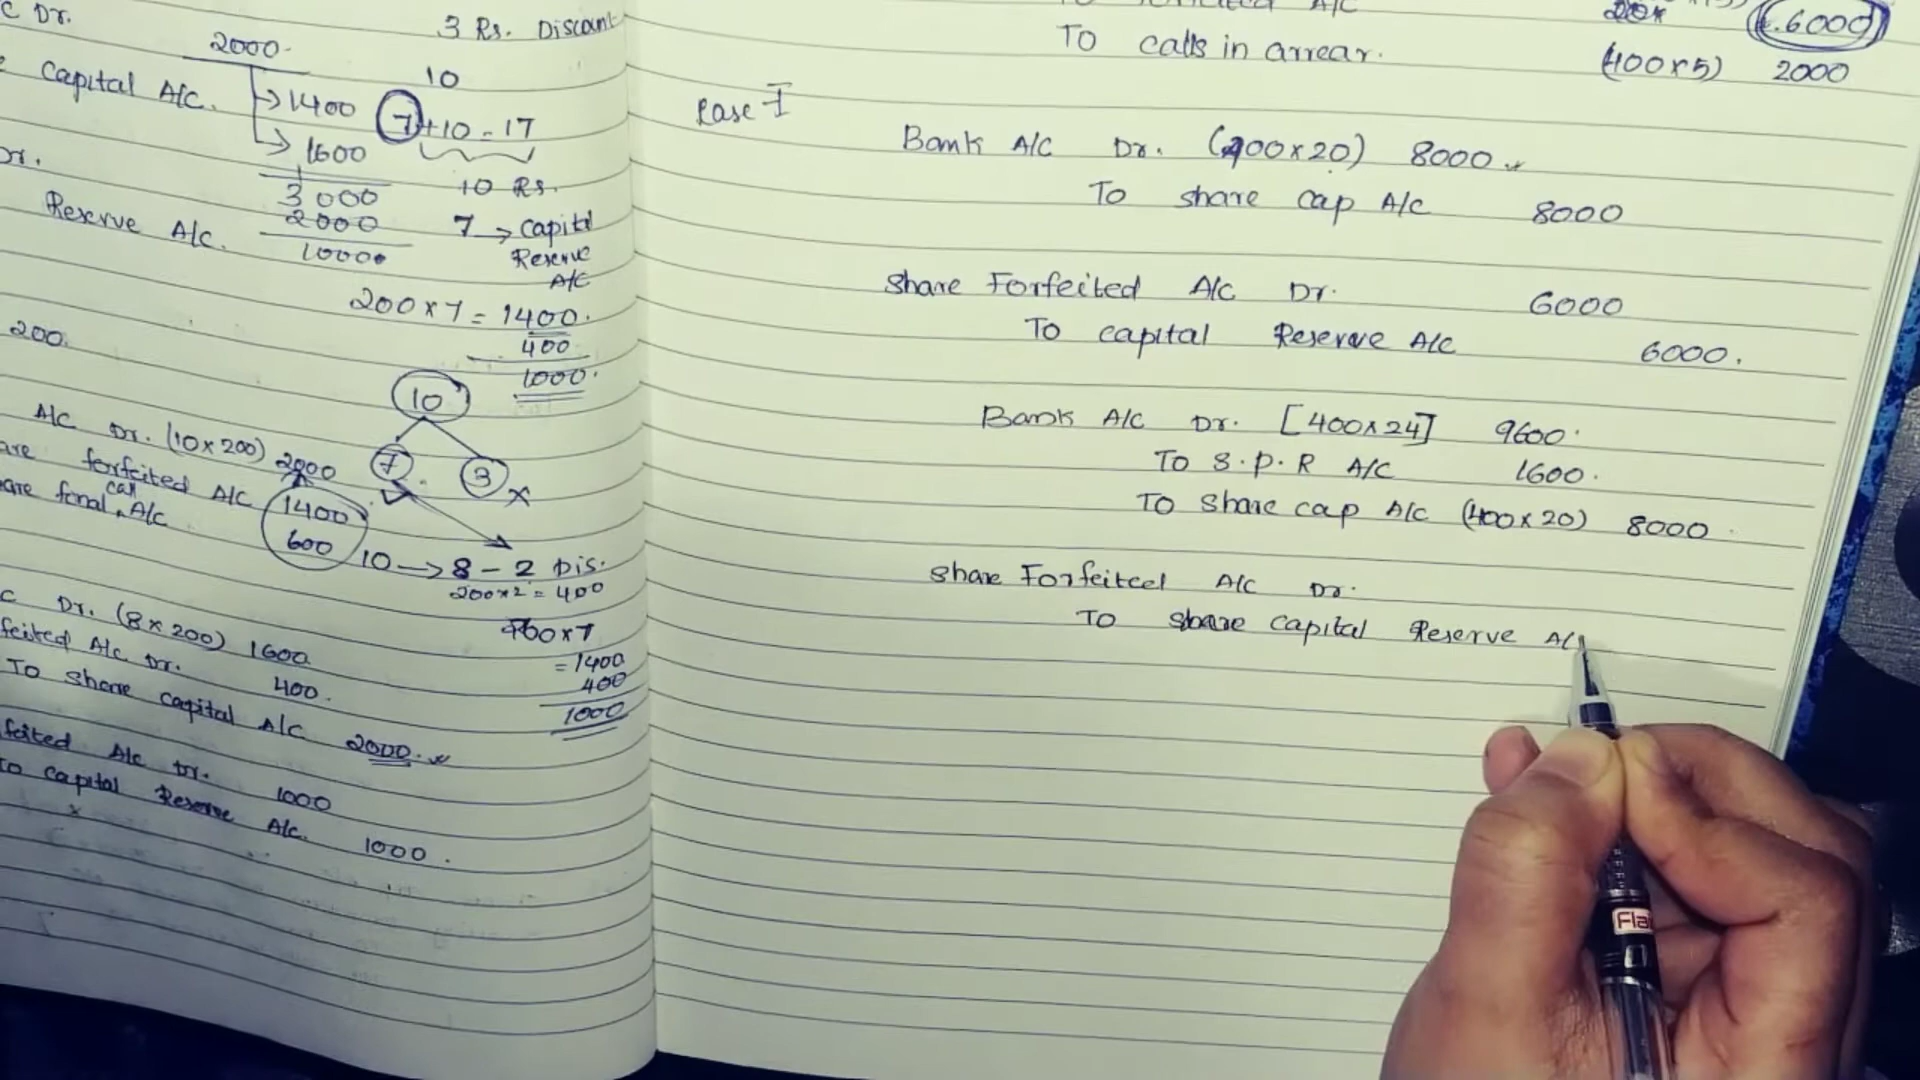 C Dr.
3 Rs. Discount
2000
10
Capital A/C.
1400
7+10=17
1600
Dr.
3000
10 Rs.
2000
7 → capital
Reserve A/C.
10000
Reserve
A/C
200×7 = 1400.
400
1000.
200.
10
7
3 ×
A/C Dr. (10×200) 2000
forfeited A/C 1400
final cap A/C 600
10 → 8 - 2 Dis.
200×2 = 400
C Dr. (8×200) 1600
×7
= 1400
400
1000
feited A/C Dr. 400.
To share capital A/C 2000.
feited A/C Dr. 1000
To capital Reserve A/C. 1000.
×
A/C
6000
To calls in arrear. (400×5) 2000
Case I
Bank A/C Dr. (400×20) 8000
To share cap A/C 8000
Share Forfeited A/C Dr. 6000
To capital Reserve A/C 6000.
Bank A/C Dr. [400×24] 9600.
To S.P.R A/C 1600.
To share cap A/C (400×20) 8000
Share Forfeited A/C Dr.
To share capital Reserve A/C
Fla